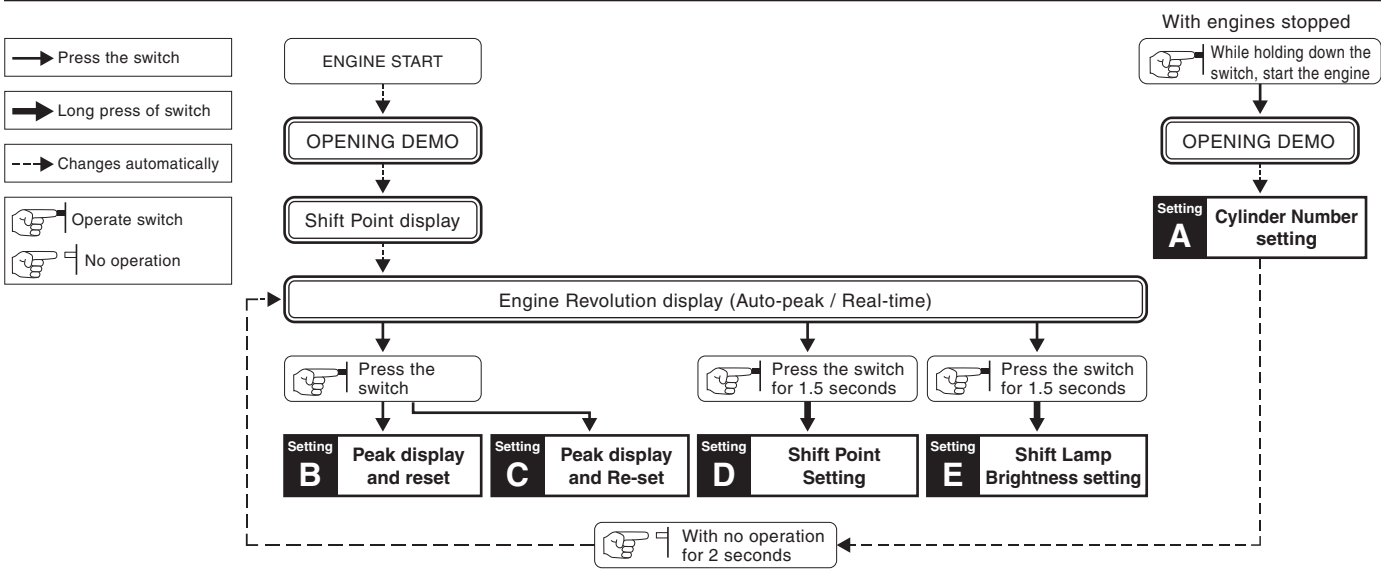 With engines stopped
Press the switch
Long press of switch
Changes automatically
Operate switch
No operation
ENGINE START
OPENING DEMO
Shift Point display
While holding down the
switch, start the engine
OPENING DEMO
Setting
A
Cylinder Number
setting
Engine Revolution display (Auto-peak / Real-time)
Press the
switch
Press the switch
for 1.5 seconds
Press the switch
for 1.5 seconds
Setting
B
Peak display
and reset
Setting
C
Peak display
and Re-set
Setting
D
Shift Point
Setting
Setting
E
Shift Lamp
Brightness setting
With no operation
for 2 seconds